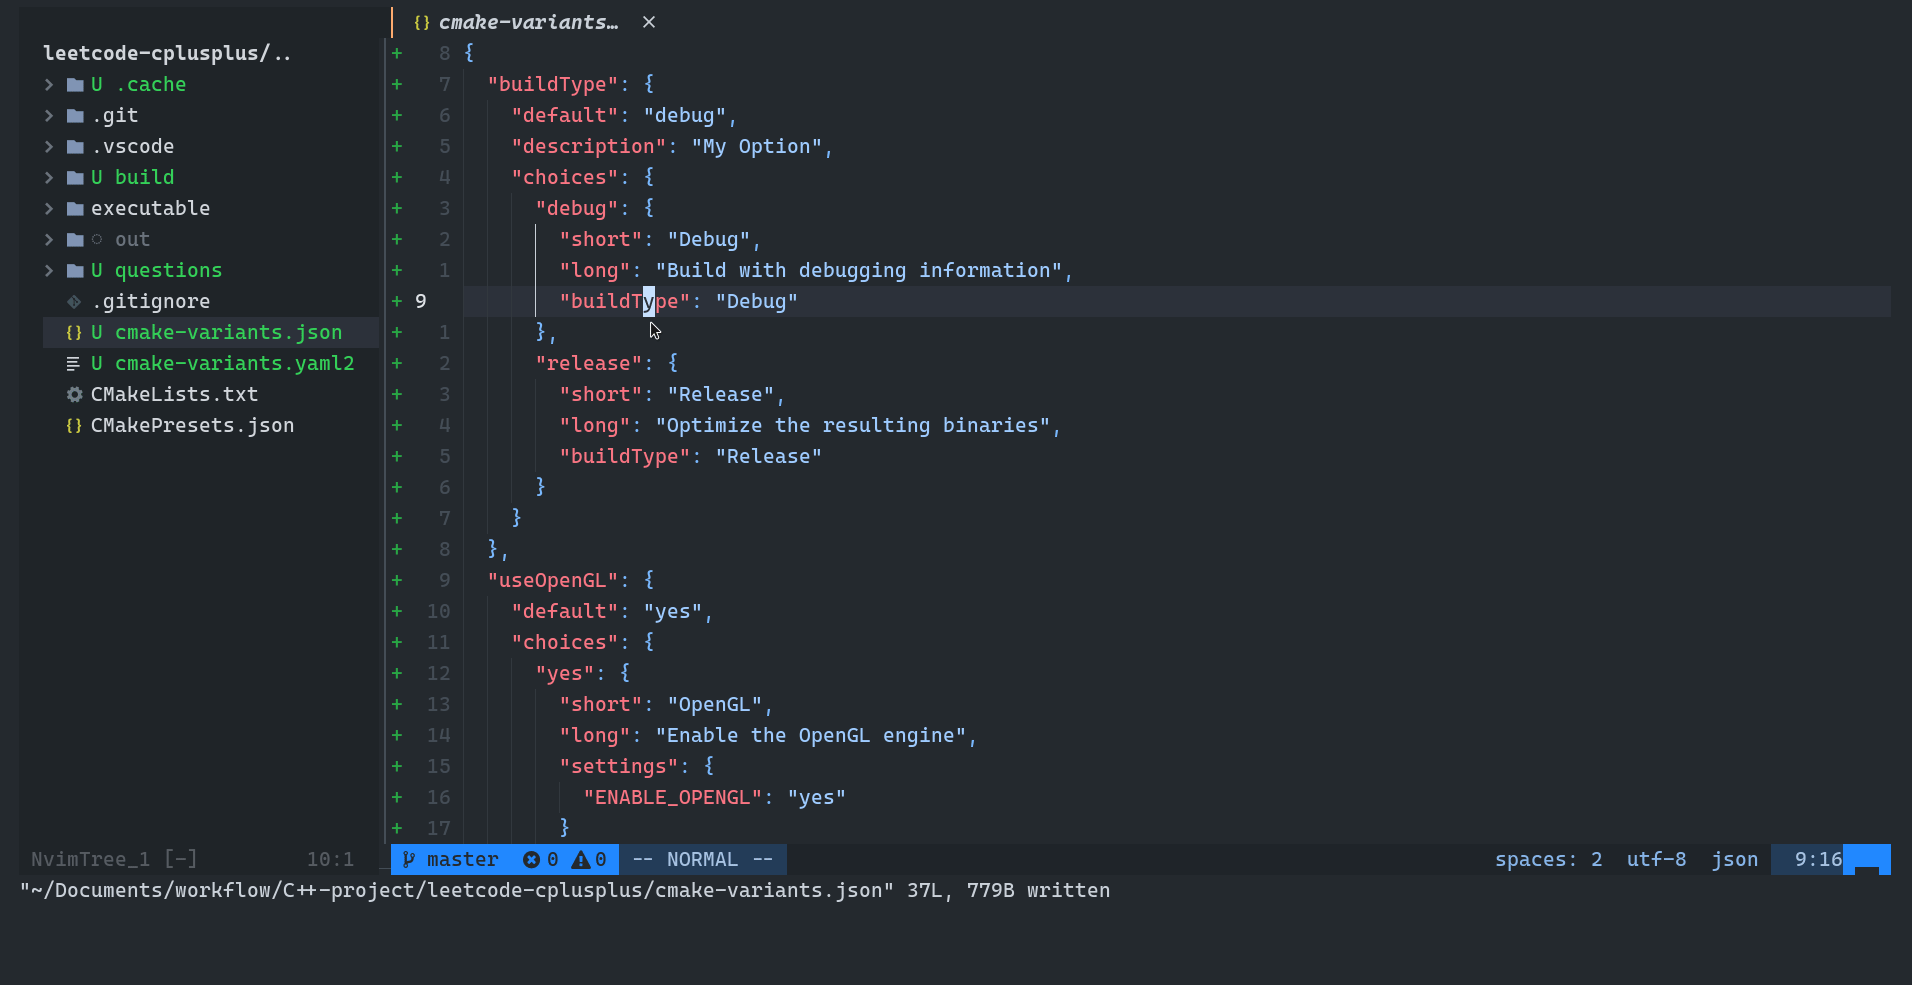 cmake-variants…
leetcode-cplusplus/..
U .cache
.git
.vscode
U build
executable
out
U questions
.gitignore
U cmake-variants.json
U cmake-variants.yaml2
CMakeLists.txt
CMakePresets.json
8 {
7 "buildType": {
6 "default": "debug",
5 "description": "My Option",
4 "choices": {
3 "debug": {
2 "short": "Debug",
1 "long": "Build with debugging information",
9 "buildType": "Debug"
1 },
2 "release": {
3 "short": "Release",
4 "long": "Optimize the resulting binaries",
5 "buildType": "Release"
6 }
7 }
8 },
9 "useOpenGL": {
10 "default": "yes",
11 "choices": {
12 "yes": {
13 "short": "OpenGL",
14 "long": "Enable the OpenGL engine",
15 "settings": {
16 "ENABLE_OPENGL": "yes"
17 }
NvimTree_1 [-] 10:1
master 0 0 -- NORMAL -- spaces: 2 utf-8 json 9:16
"~/Documents/workflow/C++-project/leetcode-cplusplus/cmake-variants.json" 37L, 779B written